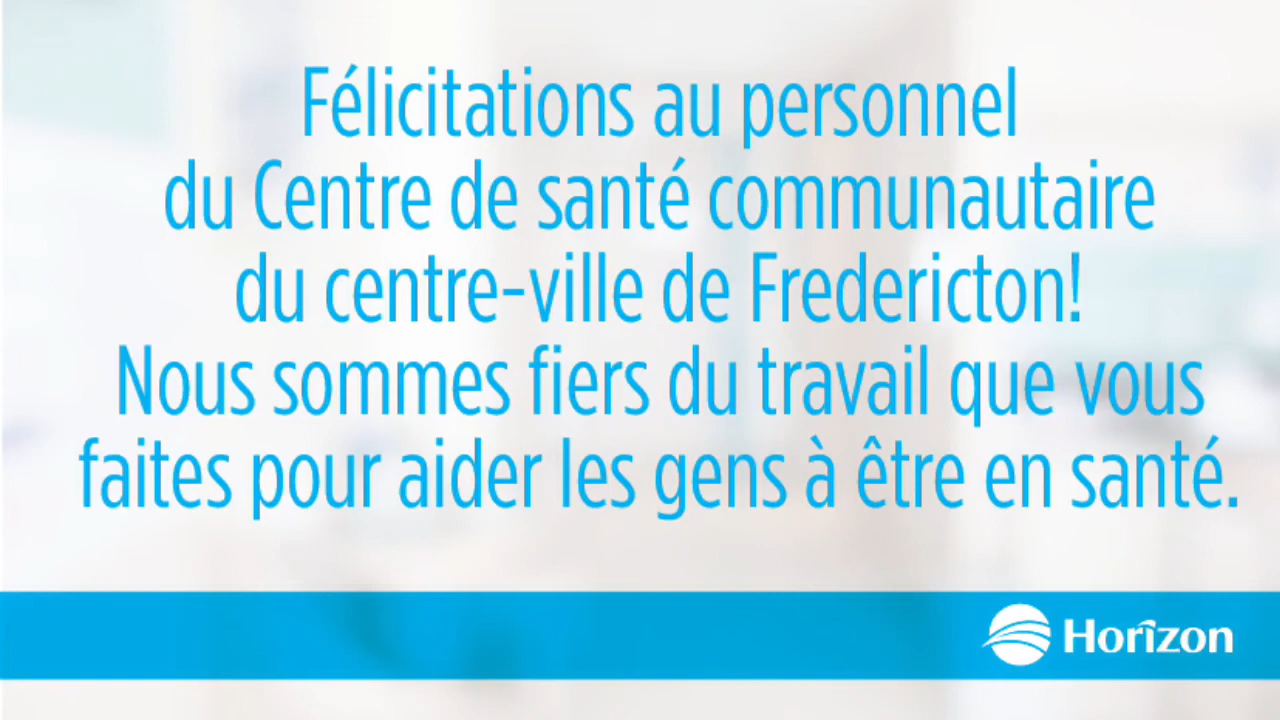 Félicitations au personnel
du Centre de santé communautaire
du centre-ville de Fredericton!
Nous sommes fiers du travail que vous
faites pour aider les gens à être en santé.
Horizon